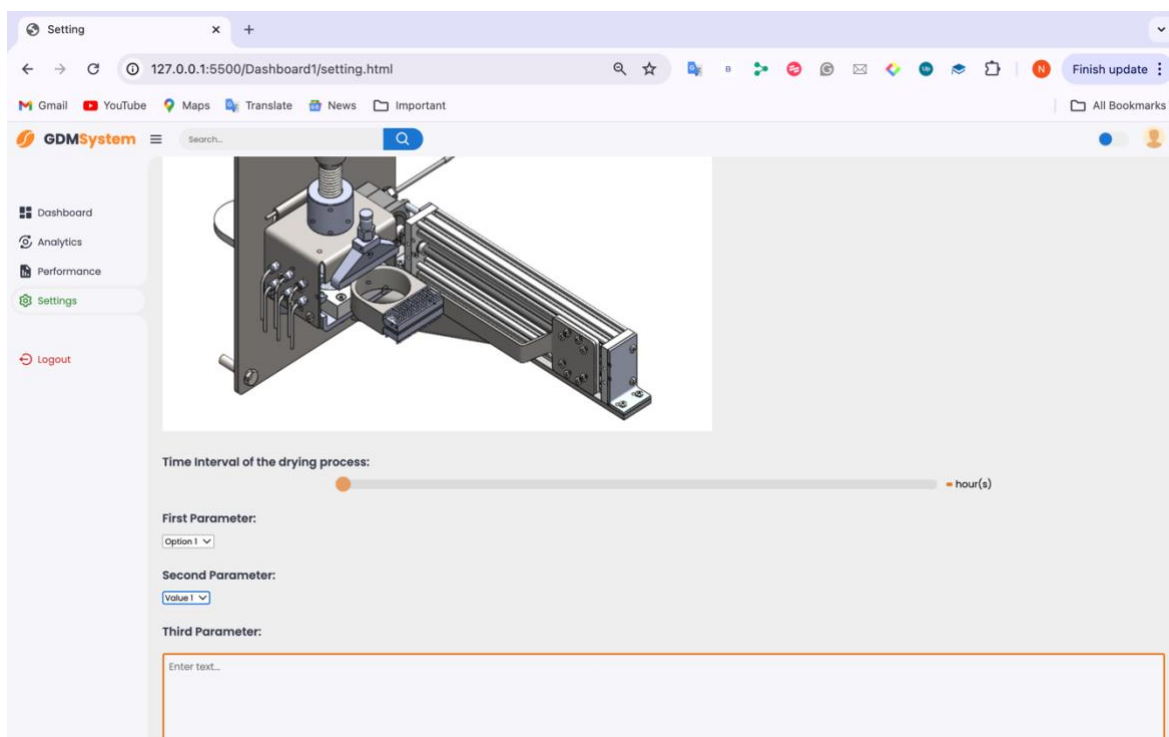 Setting
127.0.0.1:5500/Dashboard1/setting.html
Finish update
Gmail YouTube Maps Translate News Important All Bookmarks
GDMSystem Search...
Dashboard
Analytics
Performance
Settings
Logout
Time Interval of the drying process:
- hour(s)
First Parameter:
Option 1
Second Parameter:
Value 1
Third Parameter:
Enter text...